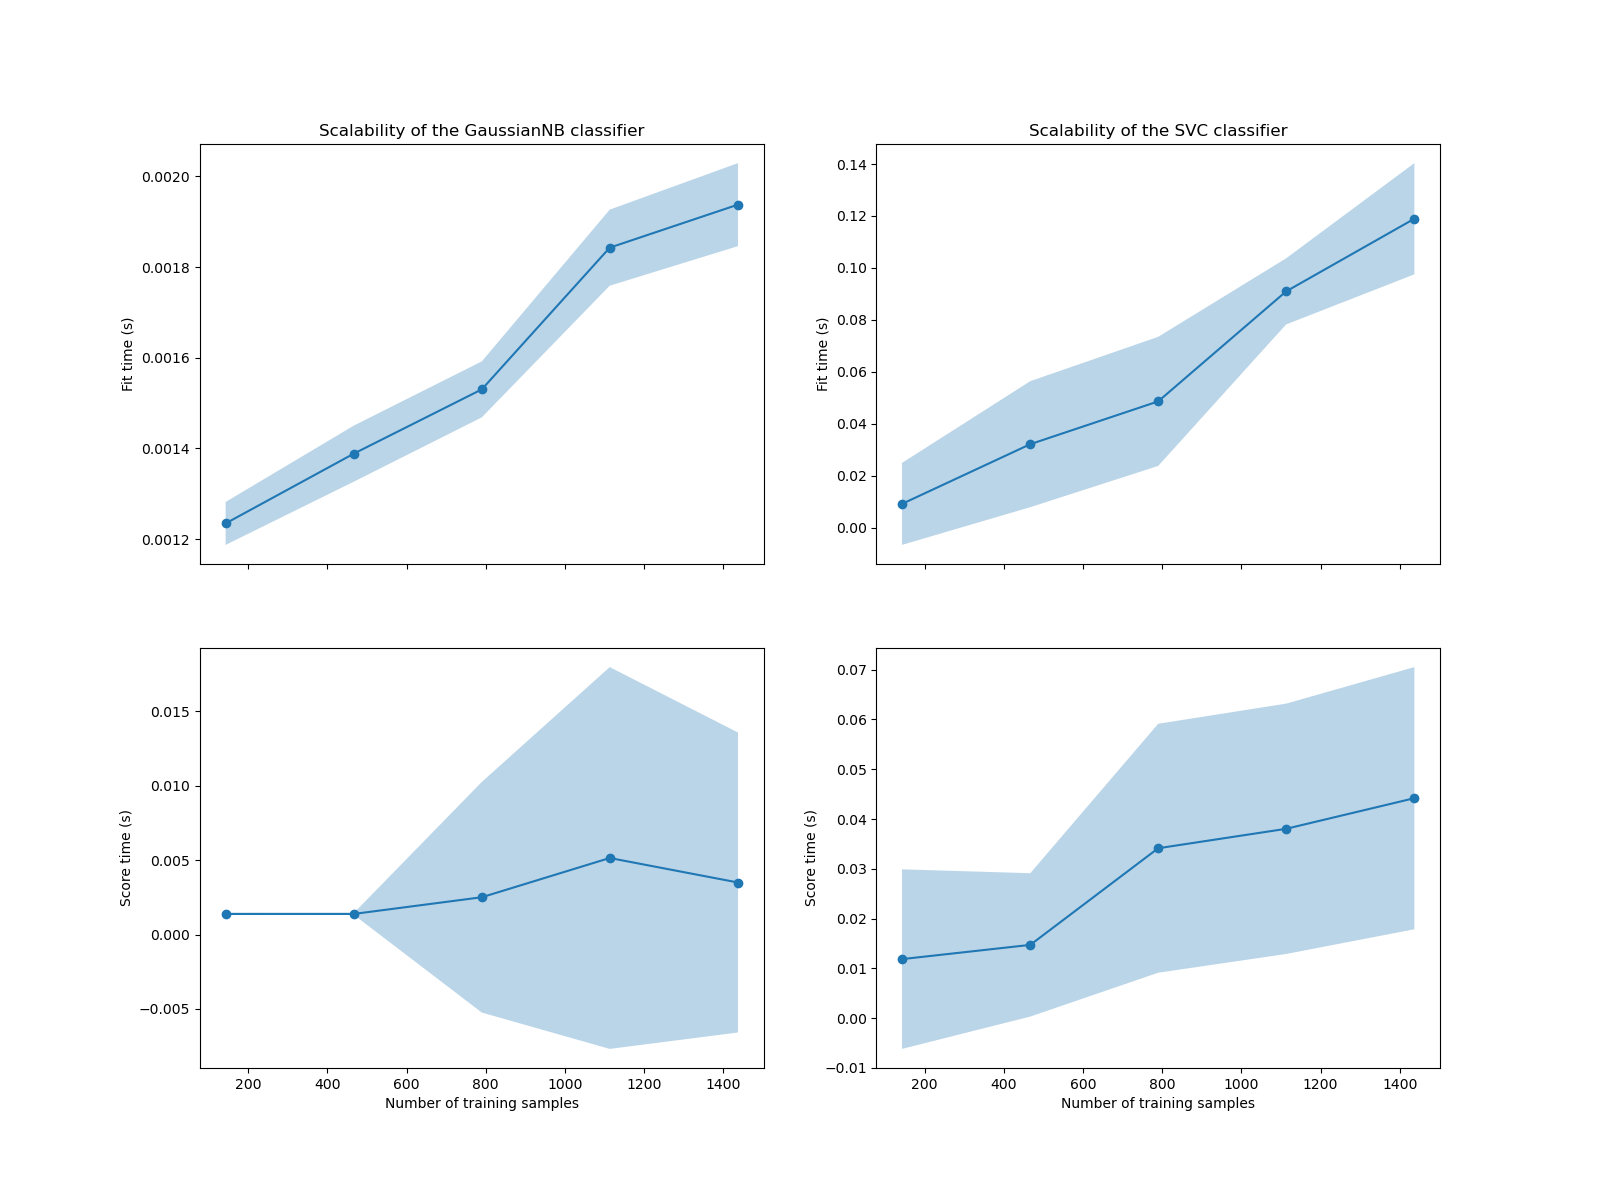 Scalability of the GaussianNB classifier
0.0020
0.0018
0.0016
0.0014
0.0012
Fit time (s)
Scalability of the SVC classifier
0.14
0.12
0.10
0.08
0.06
0.04
0.02
0.00
Fit time (s)
0.015
0.010
0.005
0.000
−0.005
Score time (s)
200 400 600 800 1000 1200 1400
Number of training samples
0.07
0.06
0.05
0.04
0.03
0.02
0.01
0.00
−0.01
Score time (s)
200 400 600 800 1000 1200 1400
Number of training samples